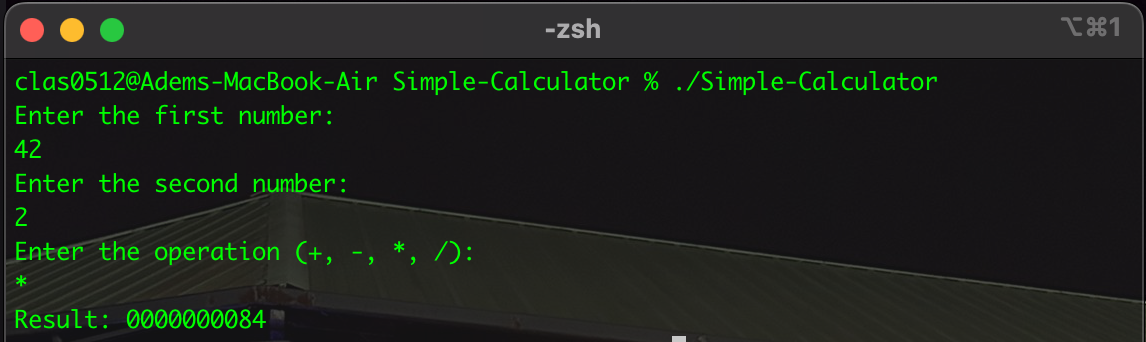 -zsh
⌥⌘1
clas0512@Adems-MacBook-Air Simple-Calculator % ./Simple-Calculator
Enter the first number:
42
Enter the second number:
2
Enter the operation (+, -, *, /):
*
Result: 0000000084